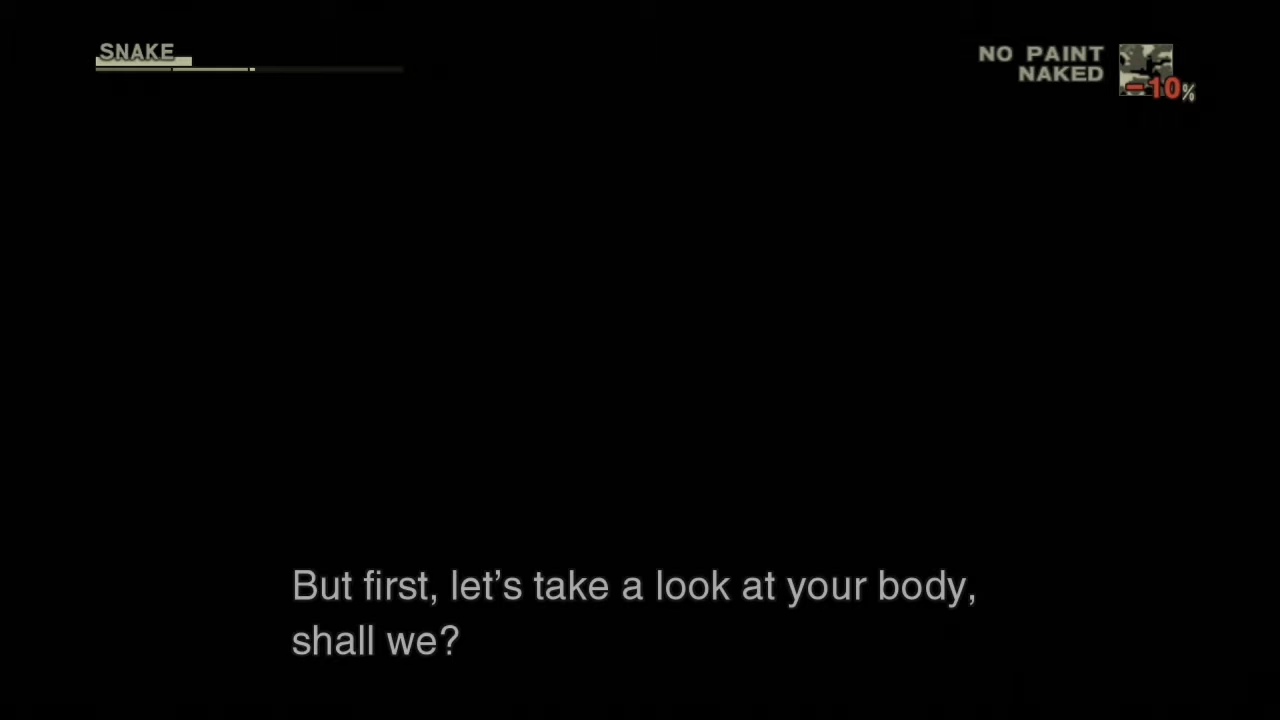 SNAKE
NO PAINT
NAKED
-10%
But first, let's take a look at your body,
shall we?